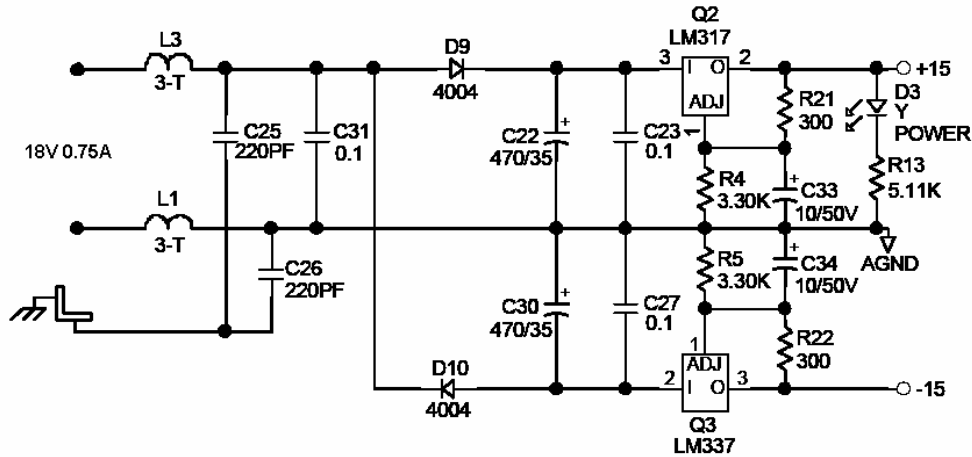 Q2
LM317
L3
3-T
D9
4004
3
I
O
2
ADJ
1
+15
C25
220PF
C31
0.1
C22
+
470/35
C23
0.1
R21
300
D3
Y
POWER
18V 0.75A
R4
3.30K
+
C33
10/50V
R13
5.11K
L1
3-T
C26
220PF
R5
3.30K
+
C34
10/50V
AGND
C30
+
470/35
C27
0.1
R22
300
D10
4004
2
I
O
3
1
ADJ
-15
Q3
LM337